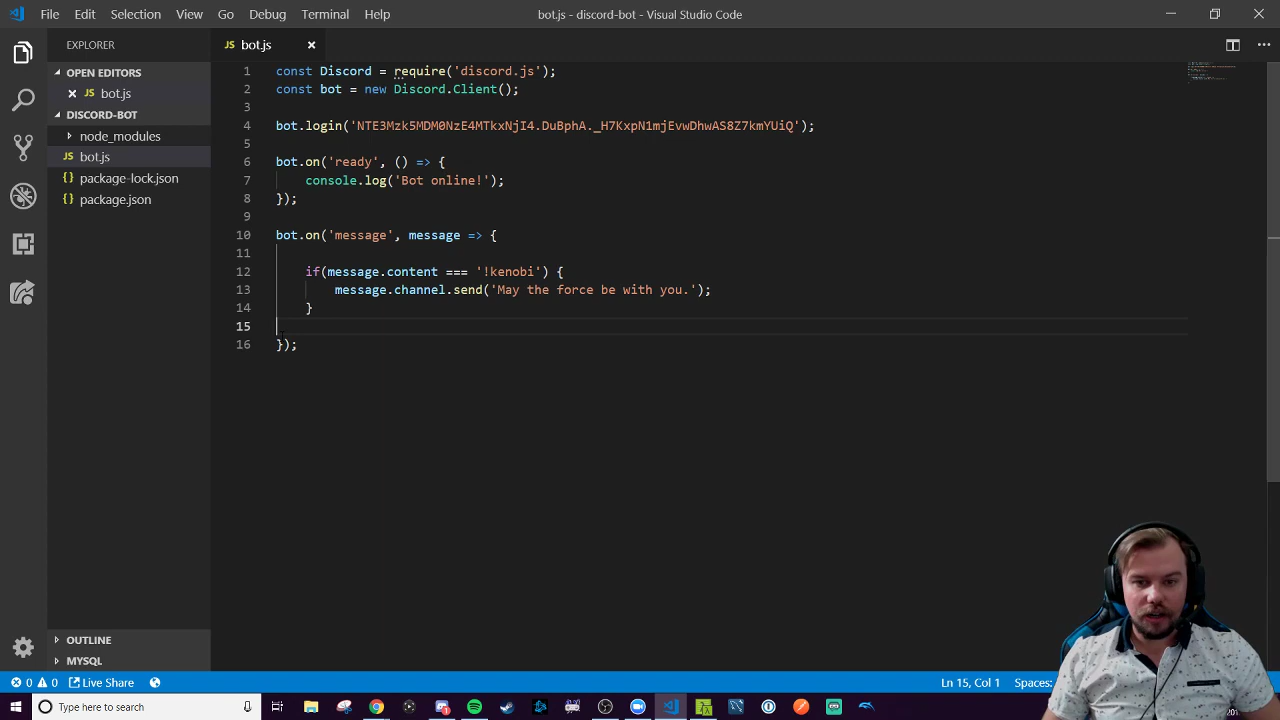 File Edit Selection View Go Debug Terminal Help
bot.js - discord-bot - Visual Studio Code
EXPLORER
JS bot.js
OPEN EDITORS
JS bot.js
DISCORD-BOT
node_modules
JS bot.js
{} package-lock.json
{} package.json
1 const Discord = require('discord.js');
2 const bot = new Discord.Client();
3
4 bot.login('NTE3Mzk5MDM0NzE4MTkxNjI4.DuBphA._H7KxpN1mjEvwDhwAS8Z7kmYUiQ');
5
6 bot.on('ready', () => {
7 console.log('Bot online!');
8 });
9
10 bot.on('message', message => {
11
12 if(message.content === '!kenobi') {
13 message.channel.send('May the force be with you.');
14 }
15
16 });
OUTLINE
MYSQL
0 0 Live Share
Ln 15, Col 1 Spaces:
Type here to search